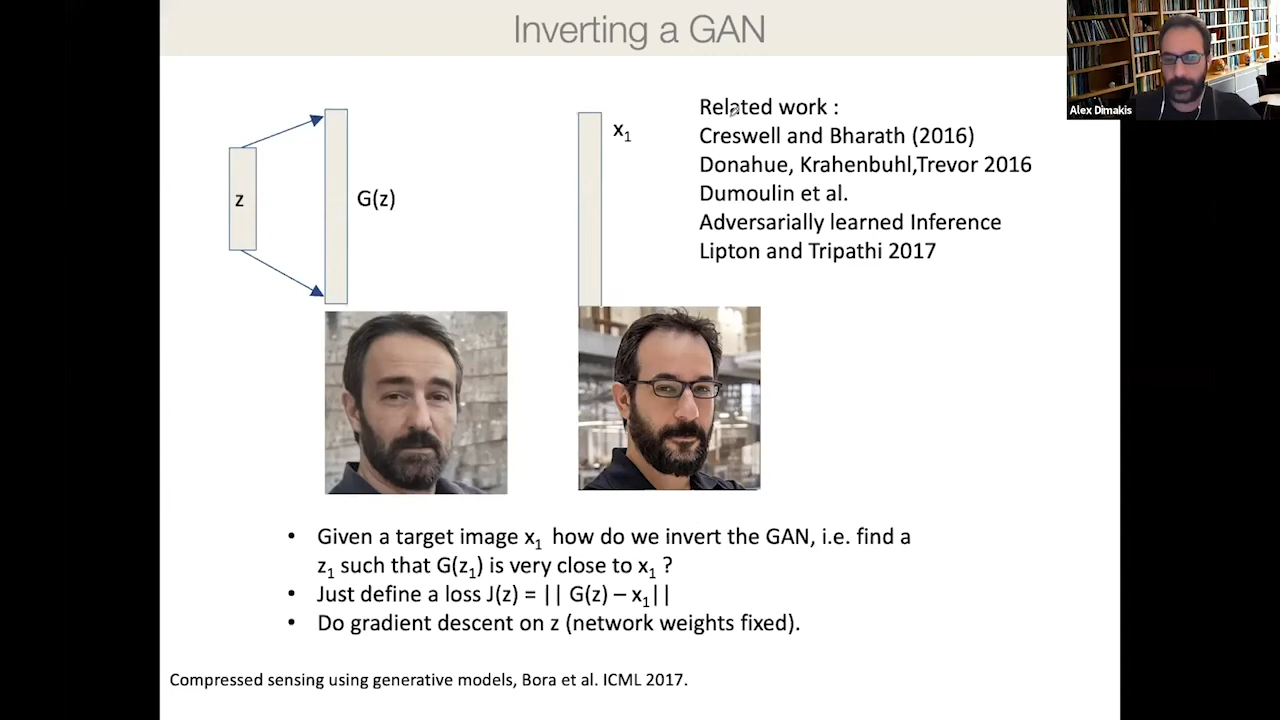 Inverting a GAN
Alex Dimakis
z
G(z)
x1
Related work :
Creswell and Bharath (2016)
Donahue, Krahenbuhl,Trevor 2016
Dumoulin et al.
Adversarially learned Inference
Lipton and Tripathi 2017
• Given a target image x1 how do we invert the GAN, i.e. find a
z1 such that G(z1) is very close to x1 ?
• Just define a loss J(z) = || G(z) – x1||
• Do gradient descent on z (network weights fixed).
Compressed sensing using generative models, Bora et al. ICML 2017.